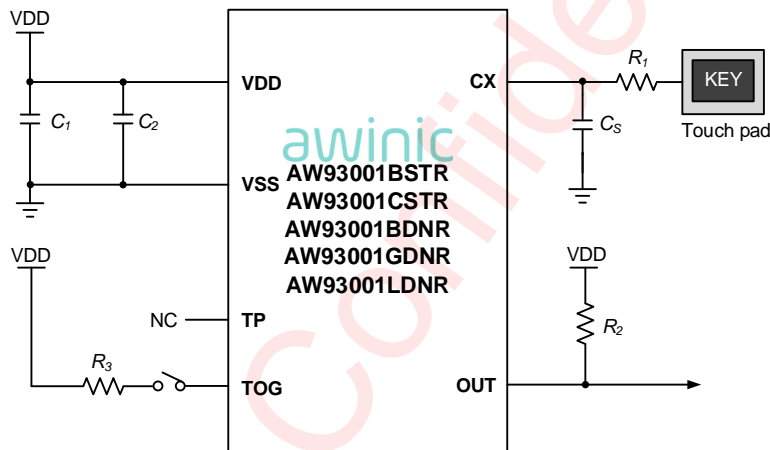 VDD
C1
C2
VDD
VSS
CX
R1
KEY
CS
Touch pad
awinic
AW93001BSTR
AW93001CSTR
AW93001BDNR
AW93001GDNR
AW93001LDNR
VDD
NC
TP
R3
TOG
VDD
R2
OUT
Confide